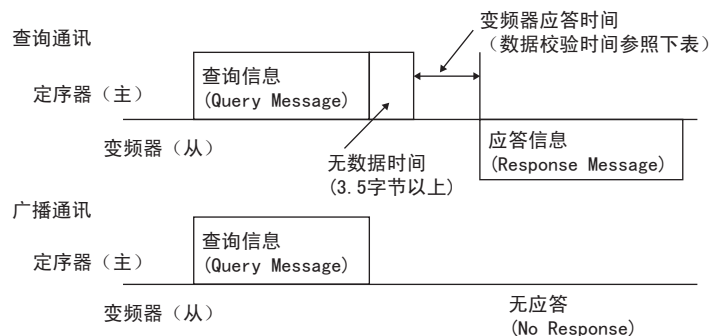 变频器应答时间
（数据校验时间参照下表）
查询通讯
定序器（主）
查询信息
(Query Message)
变频器（从）
无数据时间
(3.5字节以上)
应答信息
(Response Message)
广播通讯
定序器（主）
查询信息
(Query Message)
变频器（从）
无应答
(No Response)